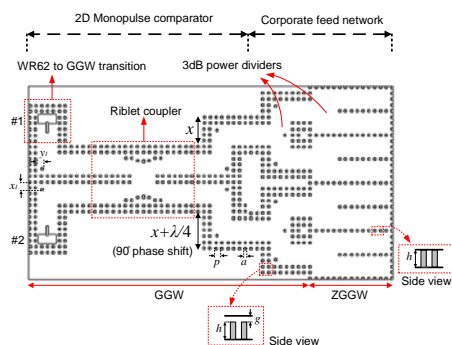 2D Monopulse comparator
Corporate feed network
WR62 to GGW transition
3dB power dividers
Riblet coupler
#1
x
y₁
x₁
x+λ/4
(90 phase shift)
#2
p
a
h
Side view
GGW
ZGGW
h
g
Side view